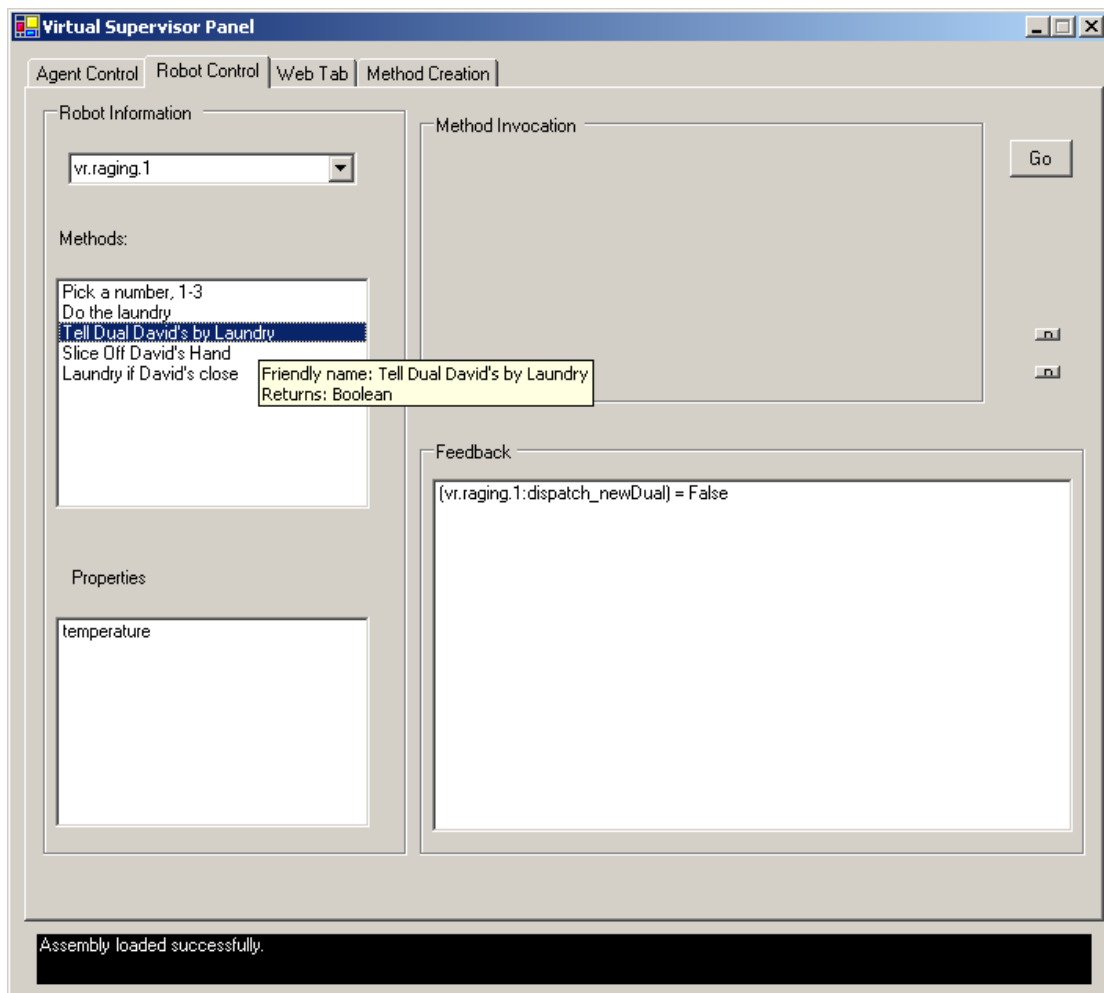 Virtual Supervisor Panel
Agent Control Robot Control Web Tab Method Creation
Robot Information
vr.raging.1
Methods:
Pick a number, 1-3
Do the laundry
Tell Dual David's by Laundry
Slice Off David's Hand
Laundry if David's close
Friendly name: Tell Dual David's by Laundry
Returns: Boolean
Properties
temperature
Method Invocation
Go
n
n
Feedback
(vr.raging.1:dispatch_newDual) = False
Assembly loaded successfully.